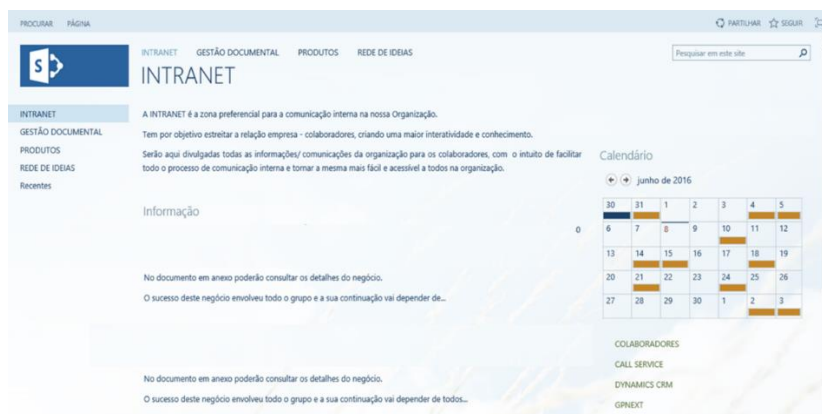 PROCURAR PÁGINA
PARTILHAR SEGUIR
S
INTRANET GESTÃO DOCUMENTAL PRODUTOS REDE DE IDEIAS
Pesquisar em este site
INTRANET
INTRANET
GESTÃO DOCUMENTAL
PRODUTOS
REDE DE IDEIAS
Recentes
A INTRANET é a zona preferencial para a comunicação interna na nossa Organização.
Tem por objetivo estreitar a relação empresa - colaboradores, criando uma maior interatividade e conhecimento.
Serão aqui divulgadas todas as informações/ comunicações da organização para os colaboradores, com o intuito de facilitar
todo o processo de comunicação interna e tornar a mesma mais fácil e acessível a todos na organização.
Informação
0
No documento em anexo poderão consultar os detalhes do negócio.
O sucesso deste negócio envolveu todo o grupo e a sua continuação vai depender de...
No documento em anexo poderão consultar os detalhes do negócio.
O sucesso deste negócio envolveu todo o grupo e a sua continuação vai depender de todos...
Calendário
junho de 2016
30 31 1 2 3 4 5
6 7 8 9 10 11 12
13 14 15 16 17 18 19
20 21 22 23 24 25 26
27 28 29 30 1 2 3
COLABORADORES
CALL SERVICE
DYNAMICS CRM
GPNEXT